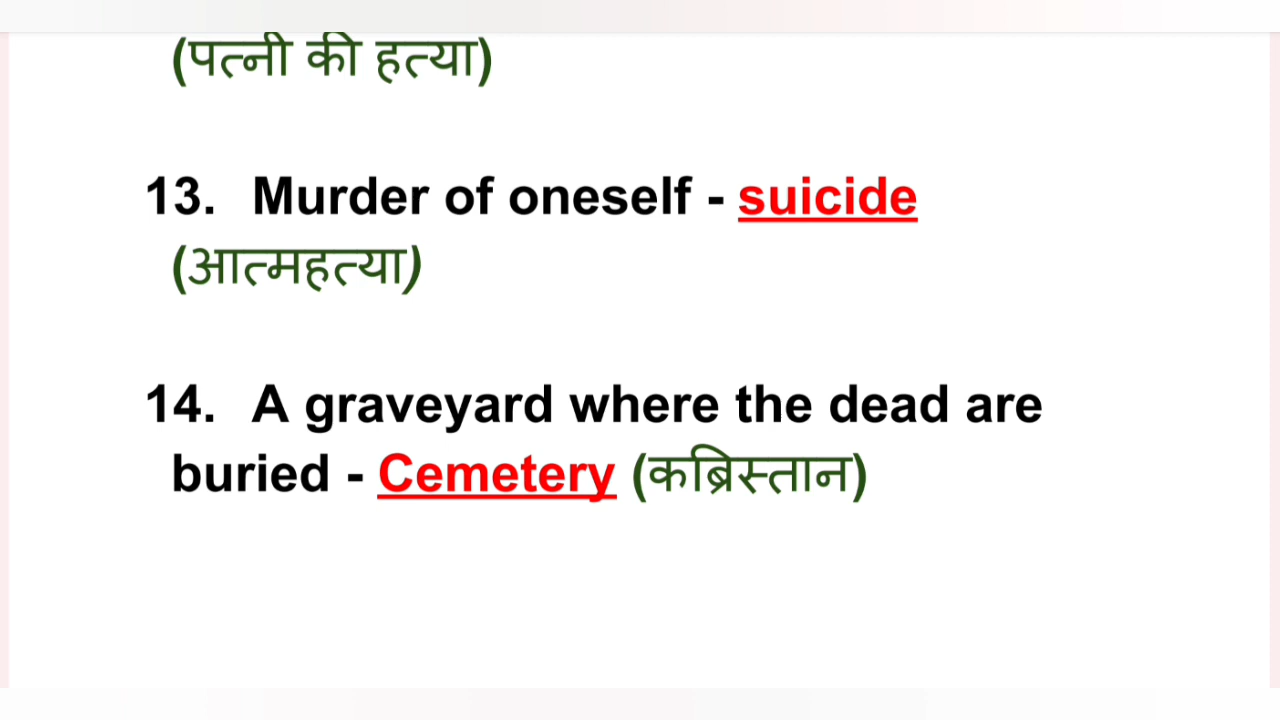 (पत्नी की हत्या)
13. Murder of oneself - suicide
(आत्महत्या)
14. A graveyard where the dead are
buried - Cemetery (कब्रिस्तान)